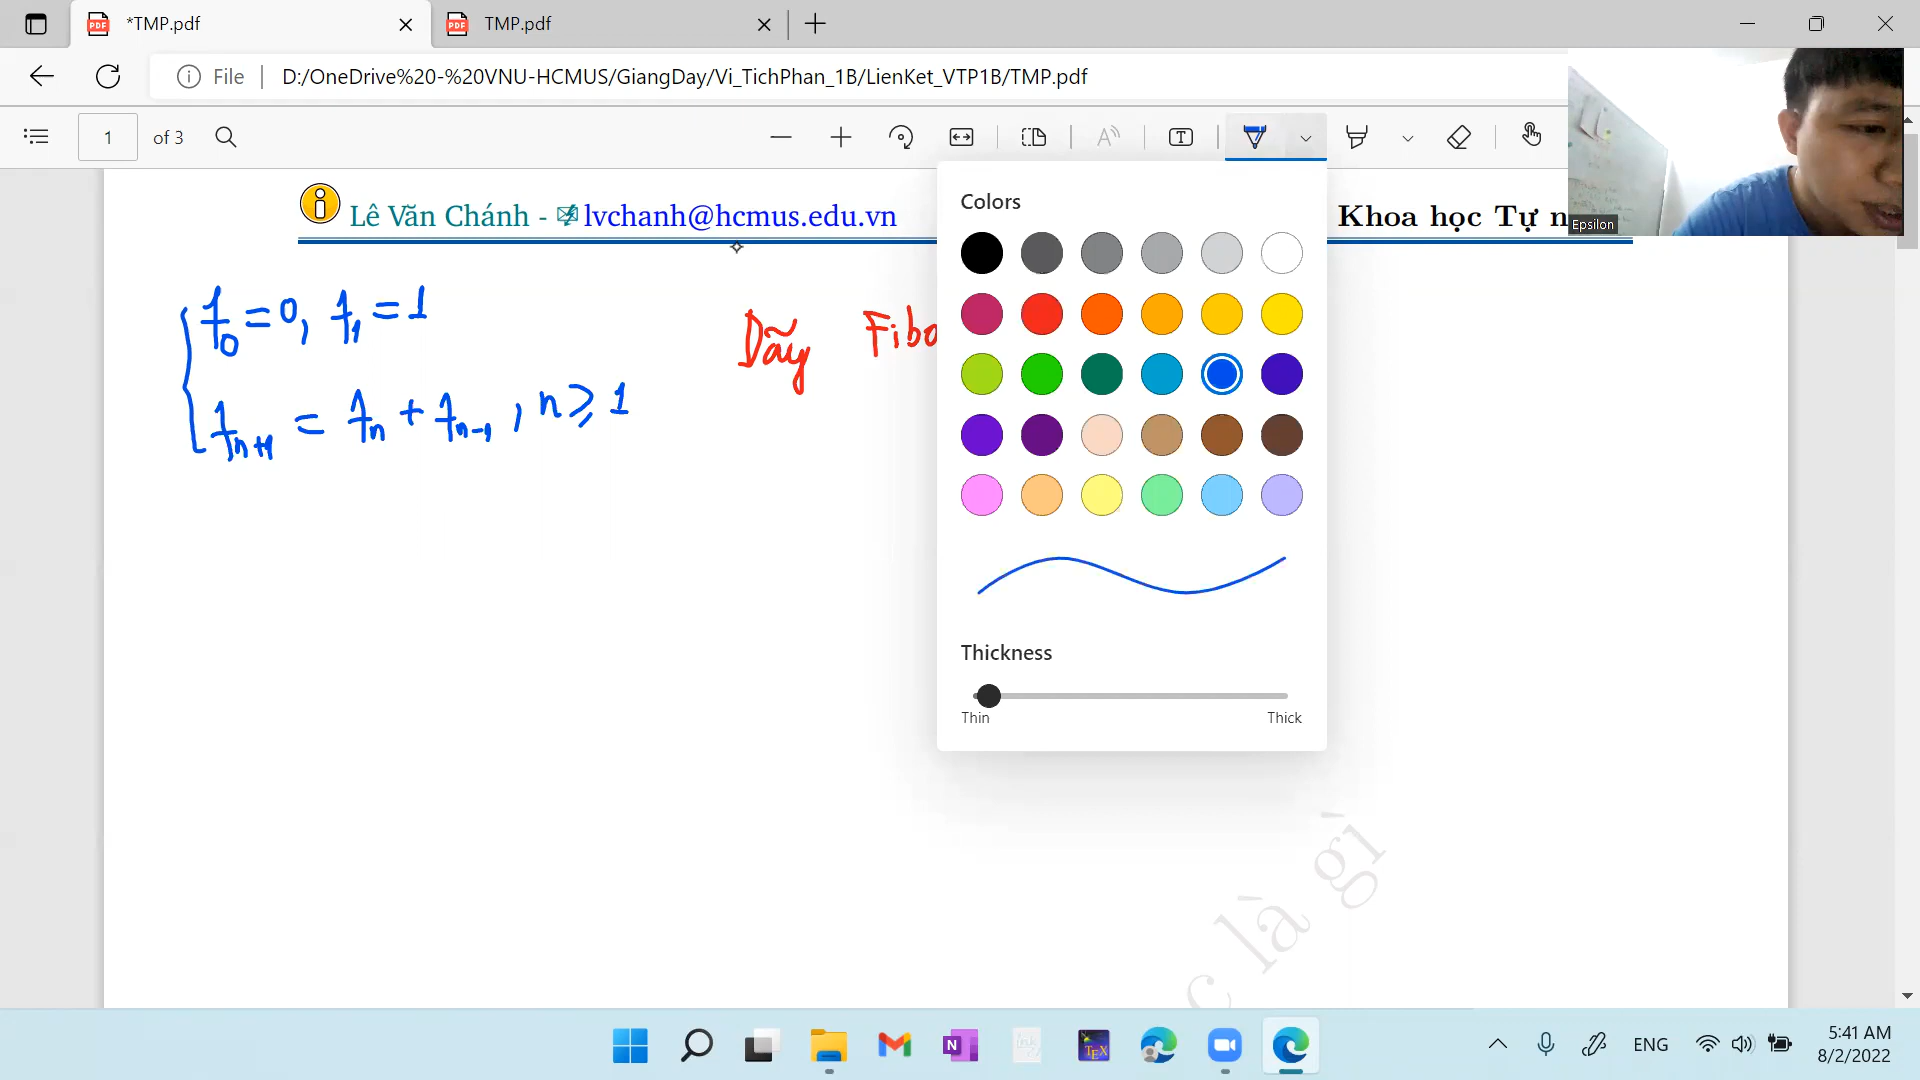 *TMP.pdf
TMP.pdf
File
D:/OneDrive%20-%20VNU-HCMUS/GiangDay/Vi_TichPhan_1B/LienKet_VTP1B/TMP.pdf
1 of 3
Lê Văn Chánh - lvchanh@hcmus.edu.vn
Khoa học Tự n
Epsilon
f₀ = 0, f₁ = 1
fₙ₊₁ = fₙ + fₙ₋₁, n ⩾ 1
Dãy Fibo
Colors
Thickness
Thin
Thick
c là gì
ENG
5:41 AM
8/2/2022